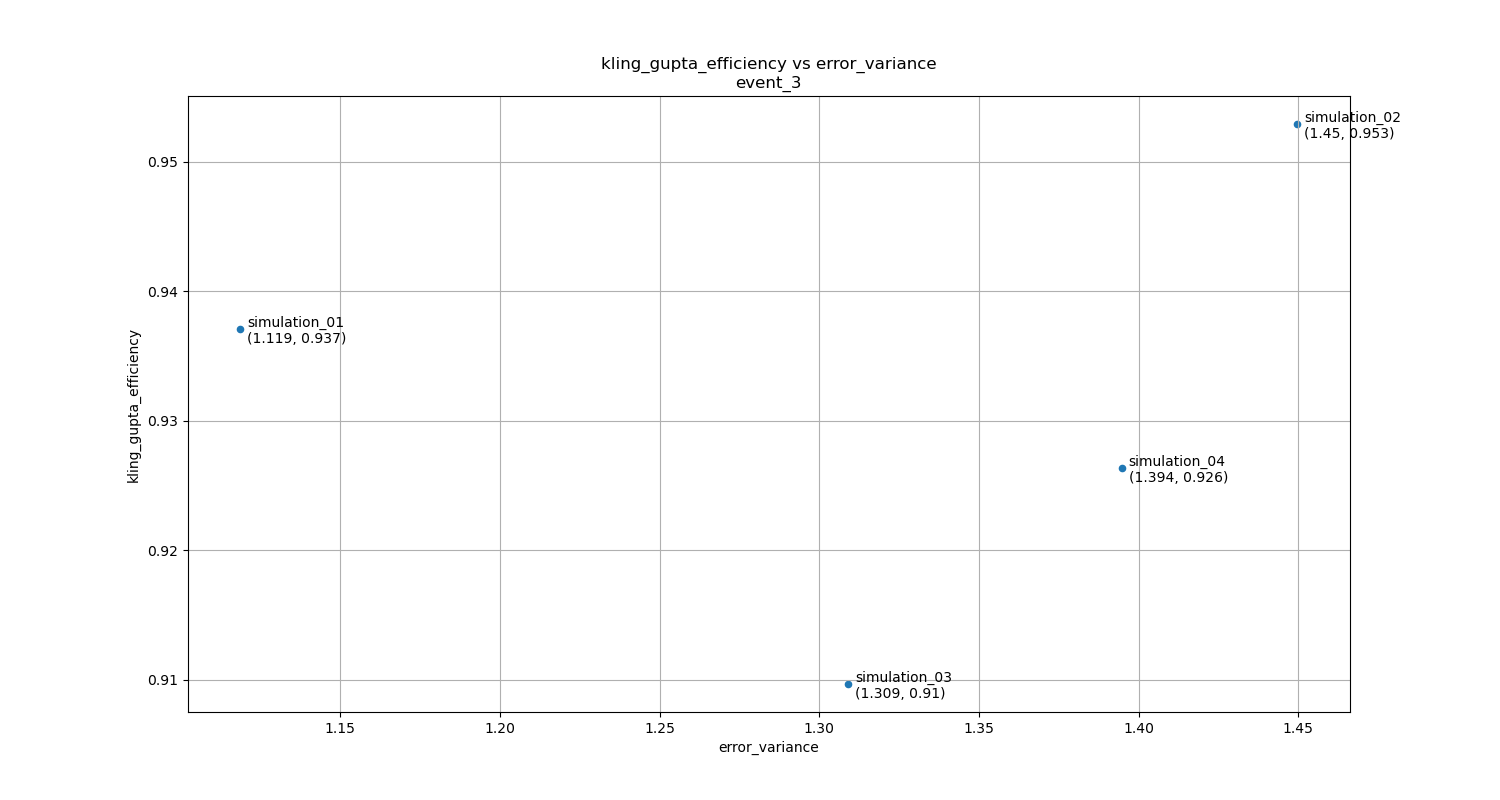 kling_gupta_efficiency vs error_variance
event_3
simulation_02
(1.45, 0.953)
0.95
0.94
simulation_01
(1.119, 0.937)
kling_gupta_efficiency
0.93
simulation_04
(1.394, 0.926)
0.92
0.91
simulation_03
(1.309, 0.91)
1.15
1.20
1.25
1.30
1.35
1.40
1.45
error_variance